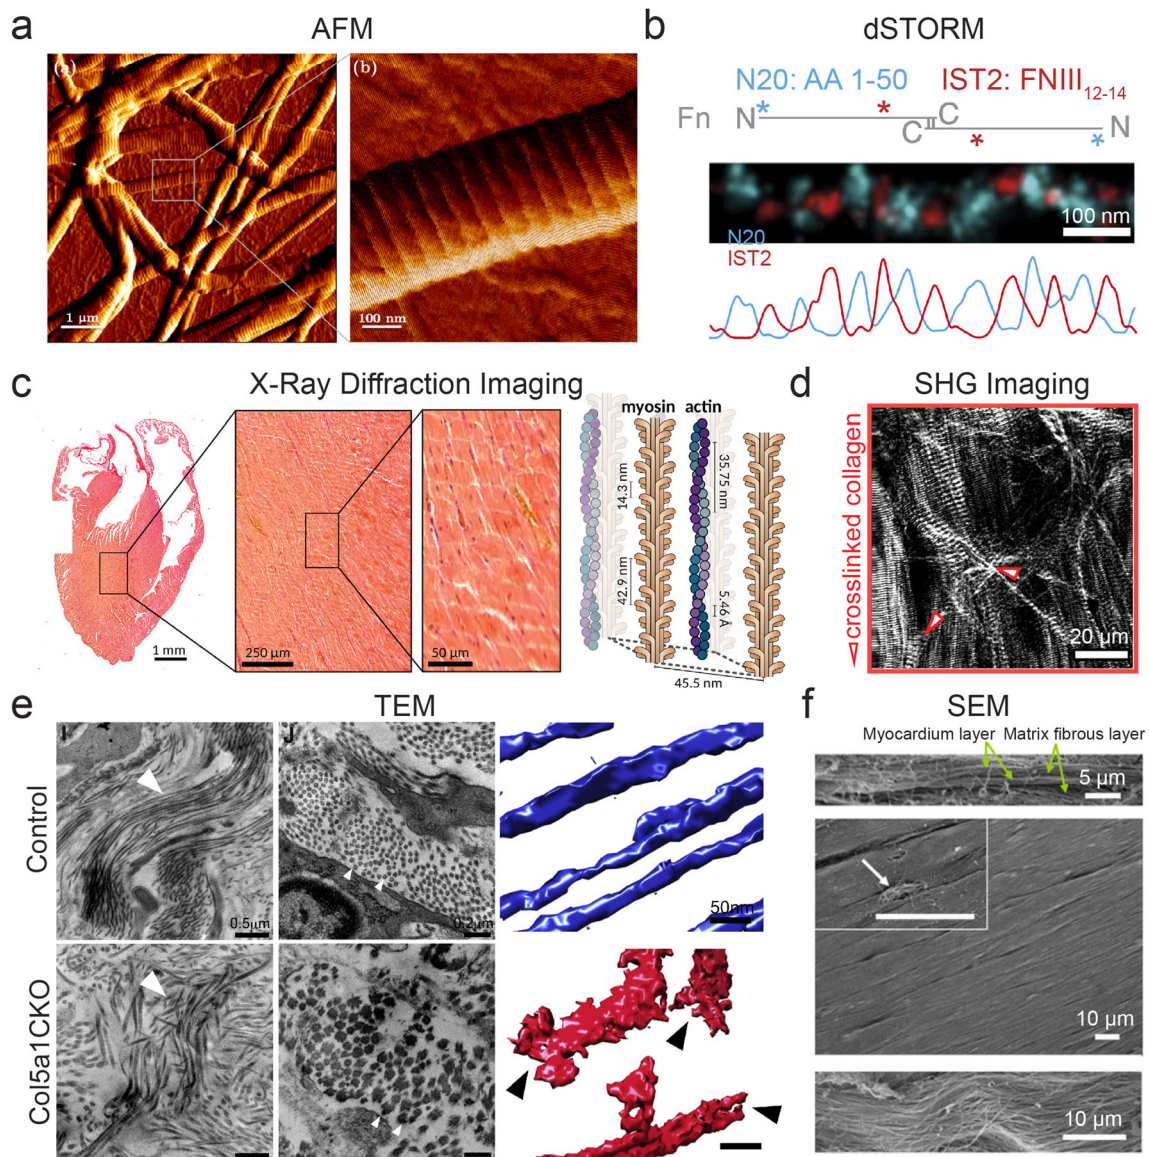 a
AFM
(a)
(b)
1 μm
100 nm
b
dSTORM
N20: AA 1-50
IST2: FNIII12-14
Fn
N
C
C
N
100 nm
N20
IST2
c
X-Ray Diffraction Imaging
1 mm
250 μm
50 μm
myosin
actin
14.3 nm
42.9 nm
35.75 nm
5.46 Å
45.5 nm
d
SHG Imaging
crosslinked collagen
20 μm
e
TEM
Control
I
J
0.5μm
0.2μm
50nm
Col5a1CKO
f
SEM
Myocardium layer
Matrix fibrous layer
5 μm
10 μm
10 μm